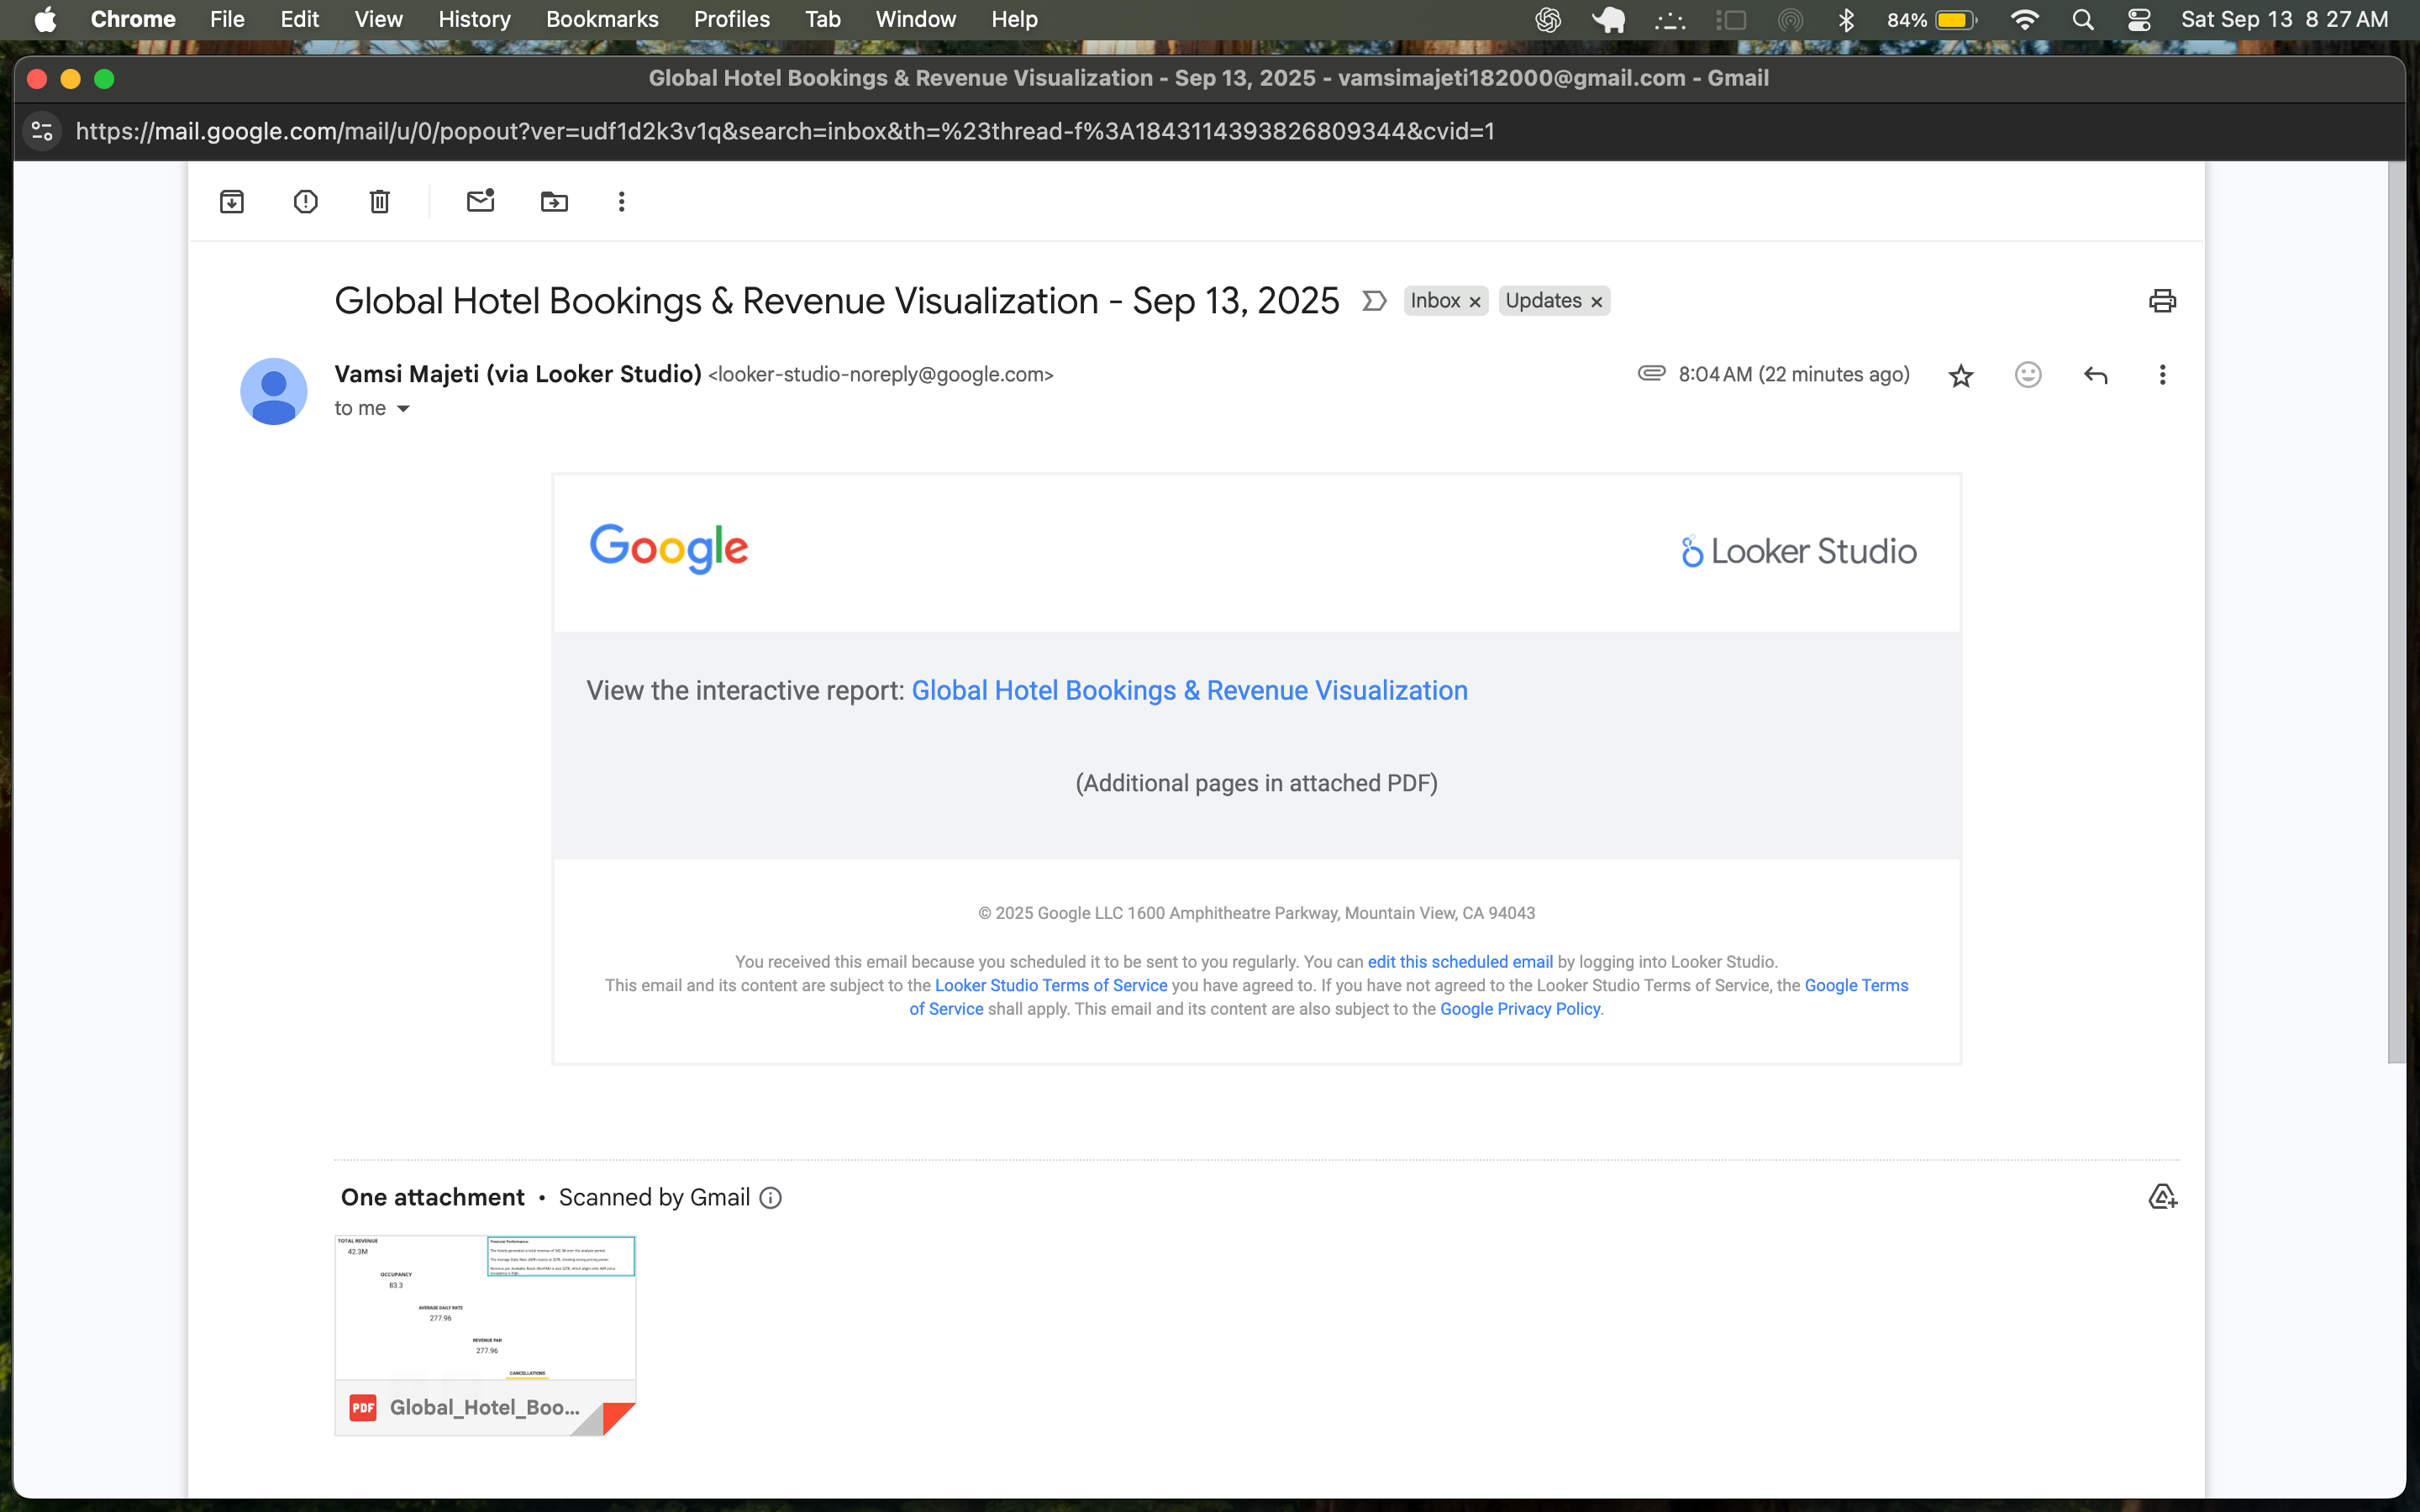 Chrome File Edit View History Bookmarks Profiles Tab Window Help 84% Sat Sep 13 8 27 AM
Global Hotel Bookings & Revenue Visualization - Sep 13, 2025 - vamsimajeti182000@gmail.com - Gmail
https://mail.google.com/mail/u/0/popout?ver=udf1d2k3v1q&search=inbox&th=%23thread-f%3A1843114393826809344&cvid=1
Global Hotel Bookings & Revenue Visualization - Sep 13, 2025 Inbox × Updates ×
Vamsi Majeti (via Looker Studio) <looker-studio-noreply@google.com> 8:04 AM (22 minutes ago)
to me
Google Looker Studio
View the interactive report: Global Hotel Bookings & Revenue Visualization
(Additional pages in attached PDF)
© 2025 Google LLC 1600 Amphitheatre Parkway, Mountain View, CA 94043
You received this email because you scheduled it to be sent to you regularly. You can edit this scheduled email by logging into Looker Studio.
This email and its content are subject to the Looker Studio Terms of Service you have agreed to. If you have not agreed to the Looker Studio Terms of Service, the Google Terms
of Service shall apply. This email and its content are also subject to the Google Privacy Policy.
One attachment • Scanned by Gmail
TOTAL REVENUE
42.3M
Financial Performance:
OCCUPANCY
83.3
AVERAGE DAILY RATE
277.96
REVENUE PAR
277.96
CANCELLATIONS
PDF Global_Hotel_Boo...